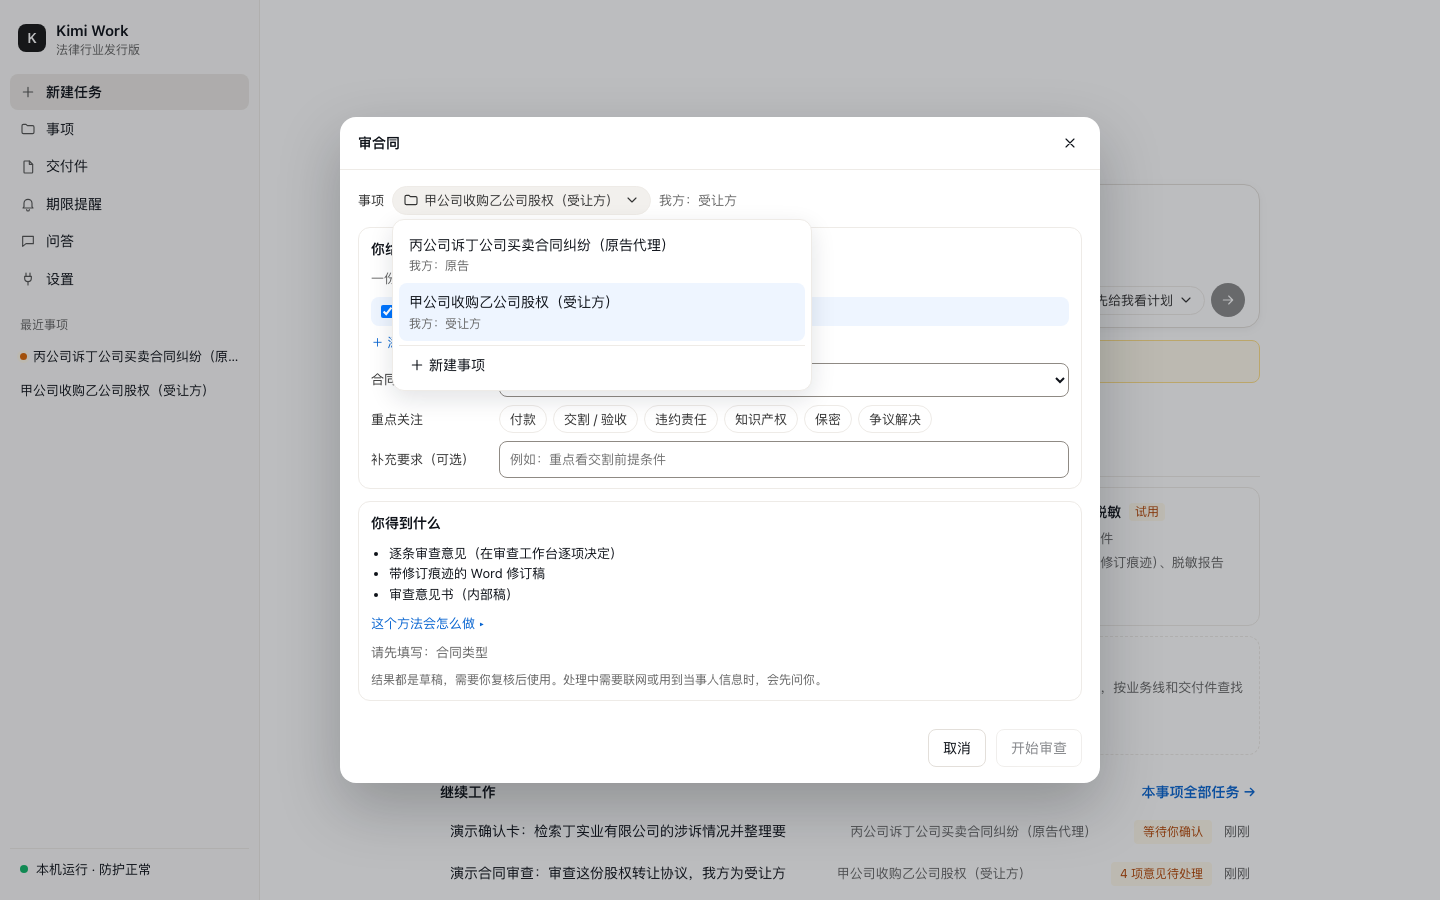 K
Kimi Work
法律行业发行版
新建任务
事项
交付件
期限提醒
问答
设置
最近事项
丙公司诉丁公司买卖合同纠纷（原...
甲公司收购乙公司股权（受让方）
本机运行 · 防护正常
审合同
事项 甲公司收购乙公司股权（受让方） 我方：受让方
丙公司诉丁公司买卖合同纠纷（原告代理）
我方：原告
甲公司收购乙公司股权（受让方）
我方：受让方
新建事项
你
一份
合同
重点关注 付款 交割 / 验收 违约责任 知识产权 保密 争议解决
补充要求（可选） 例如：重点看交割前提条件
你得到什么
• 逐条审查意见（在审查工作台逐项决定）
• 带修订痕迹的 Word 修订稿
• 审查意见书（内部稿）
这个方法会怎么做 ▸
请先填写：合同类型
结果都是草稿，需要你复核后使用。处理中需要联网或用到当事人信息时，会先问你。
取消 开始审查
先给我看计划
脱敏 试用
件
修订痕迹）、脱敏报告
，按业务线和交付件查找
继续工作 本事项全部任务 →
演示确认卡：检索丁实业有限公司的涉诉情况并整理要 丙公司诉丁公司买卖合同纠纷（原告代理） 等待你确认 刚刚
演示合同审查：审查这份股权转让协议，我方为受让方 甲公司收购乙公司股权（受让方） 4 项意见待处理 刚刚